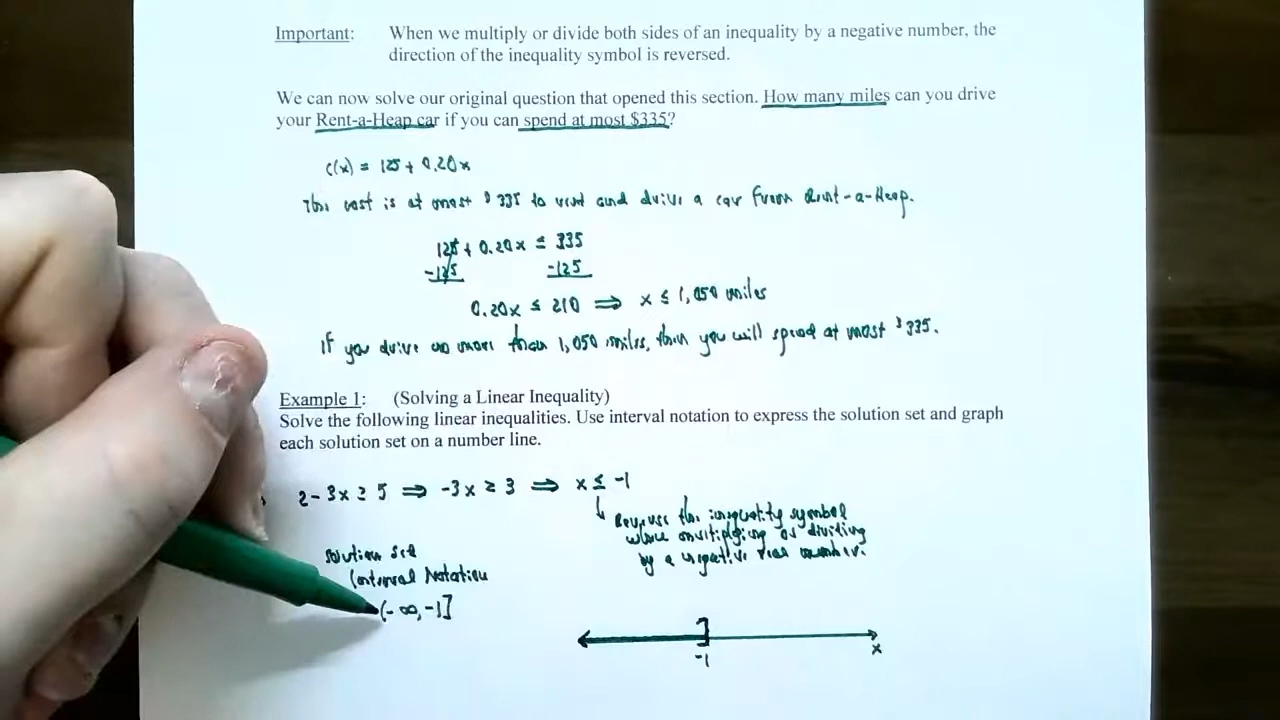 Important: When we multiply or divide both sides of an inequality by a negative number, the
direction of the inequality symbol is reversed.
We can now solve our original question that opened this section. How many miles can you drive
your Rent-a-Heap car if you can spend at most $335?
C(x) = 125 + 0.20x
The cost is at most $335 to rent and drive a car from Rent-a-Heap.
125 + 0.20x ≤ 335
-125 -125
0.20x ≤ 210 ⟹ x ≤ 1,050 miles
If you drive no more than 1,050 miles, then you will spend at most $335.
Example 1: (Solving a Linear Inequality)
Solve the following linear inequalities. Use interval notation to express the solution set and graph
each solution set on a number line.
2 - 3x ≥ 5 ⟹ -3x ≥ 3 ⟹ x ≤ -1
Reverse the inequality symbol
when multiplying or dividing
by a negative real number.
Solution Set
Interval Notation
(-∞, -1]
-1 x